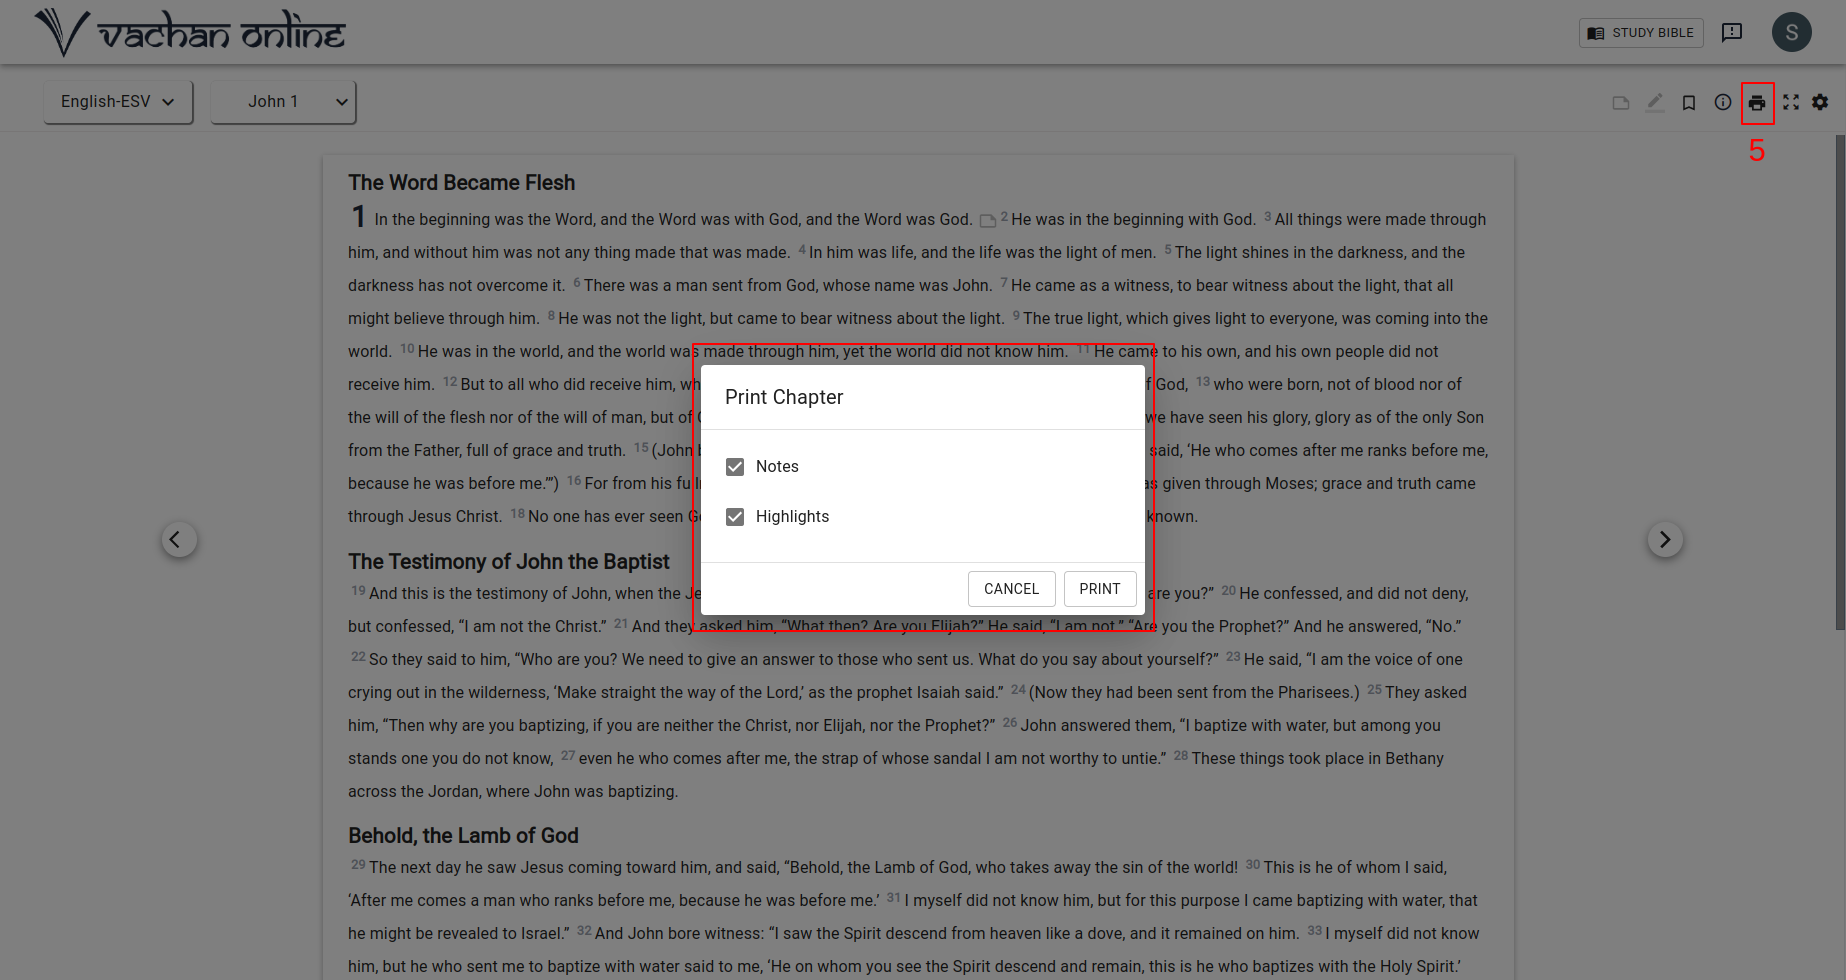 vachan online
STUDY BIBLE
S
English-ESV
John 1
5
The Word Became Flesh
1 In the beginning was the Word, and the Word was with God, and the Word was God. 2 He was in the beginning with God. 3 All things were made through
him, and without him was not any thing made that was made. 4 In him was life, and the life was the light of men. 5 The light shines in the darkness, and the
darkness has not overcome it. 6 There was a man sent from God, whose name was John. 7 He came as a witness, to bear witness about the light, that all
might believe through him. 8 He was not the light, but came to bear witness about the light. 9 The true light, which gives light to everyone, was coming into the
world. 10 He was in the world, and the world was made through him, yet the world did not know him. 11 He came to his own, and his own people did not
receive him. 12 But to all who did receive him, wh f God, 13 who were born, not of blood nor of
the will of the flesh nor of the will of man, but of we have seen his glory, glory as of the only Son
from the Father, full of grace and truth. 15 (John said, ‘He who comes after me ranks before me,
because he was before me.’”) 16 For from his fu as given through Moses; grace and truth came
through Jesus Christ. 18 No one has ever seen known.
Print Chapter
Notes
Highlights
CANCEL
PRINT
The Testimony of John the Baptist
19 And this is the testimony of John, when the Je are you?” 20 He confessed, and did not deny,
but confessed, “I am not the Christ.” 21 And they asked him, “What then? Are you Elijah?” He said, “I am not.” “Are you the Prophet?” And he answered, “No.”
22 So they said to him, “Who are you? We need to give an answer to those who sent us. What do you say about yourself?” 23 He said, “I am the voice of one
crying out in the wilderness, ‘Make straight the way of the Lord,’ as the prophet Isaiah said.” 24 (Now they had been sent from the Pharisees.) 25 They asked
him, “Then why are you baptizing, if you are neither the Christ, nor Elijah, nor the Prophet?” 26 John answered them, “I baptize with water, but among you
stands one you do not know, 27 even he who comes after me, the strap of whose sandal I am not worthy to untie.” 28 These things took place in Bethany
across the Jordan, where John was baptizing.
Behold, the Lamb of God
29 The next day he saw Jesus coming toward him, and said, “Behold, the Lamb of God, who takes away the sin of the world! 30 This is he of whom I said,
‘After me comes a man who ranks before me, because he was before me.’ 31 I myself did not know him, but for this purpose I came baptizing with water, that
he might be revealed to Israel.” 32 And John bore witness: “I saw the Spirit descend from heaven like a dove, and it remained on him. 33 I myself did not know
him, but he who sent me to baptize with water said to me, ‘He on whom you see the Spirit descend and remain, this is he who baptizes with the Holy Spirit.’